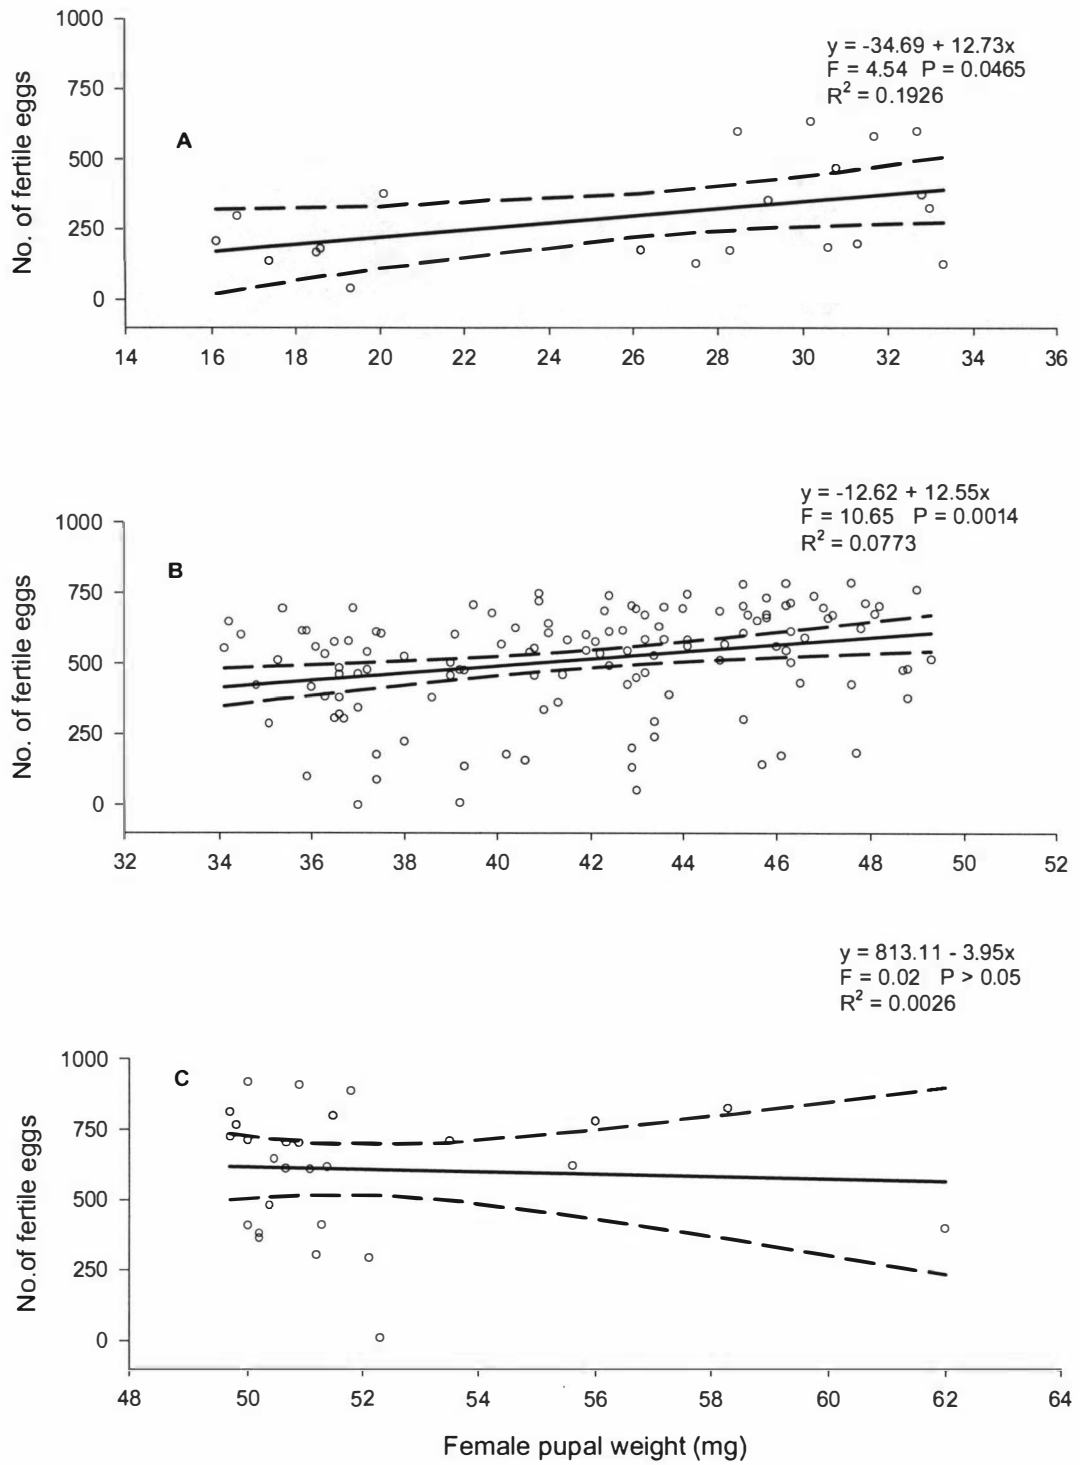 1000
y = -34.69 + 12.73x
F = 4.54 P = 0.0465
R² = 0.1926
750
A
500
250
0
No. of fertile eggs
14 16 18 20 22 24 26 28 30 32 34 36
y = -12.62 + 12.55x
F = 10.65 P = 0.0014
R² = 0.0773
1000
B
750
500
250
0
No. of fertile eggs
32 34 36 38 40 42 44 46 48 50 52
y = 813.11 - 3.95x
F = 0.02 P > 0.05
R² = 0.0026
1000
C
750
500
250
0
No.of fertile eggs
48 50 52 54 56 58 60 62 64
Female pupal weight (mg)